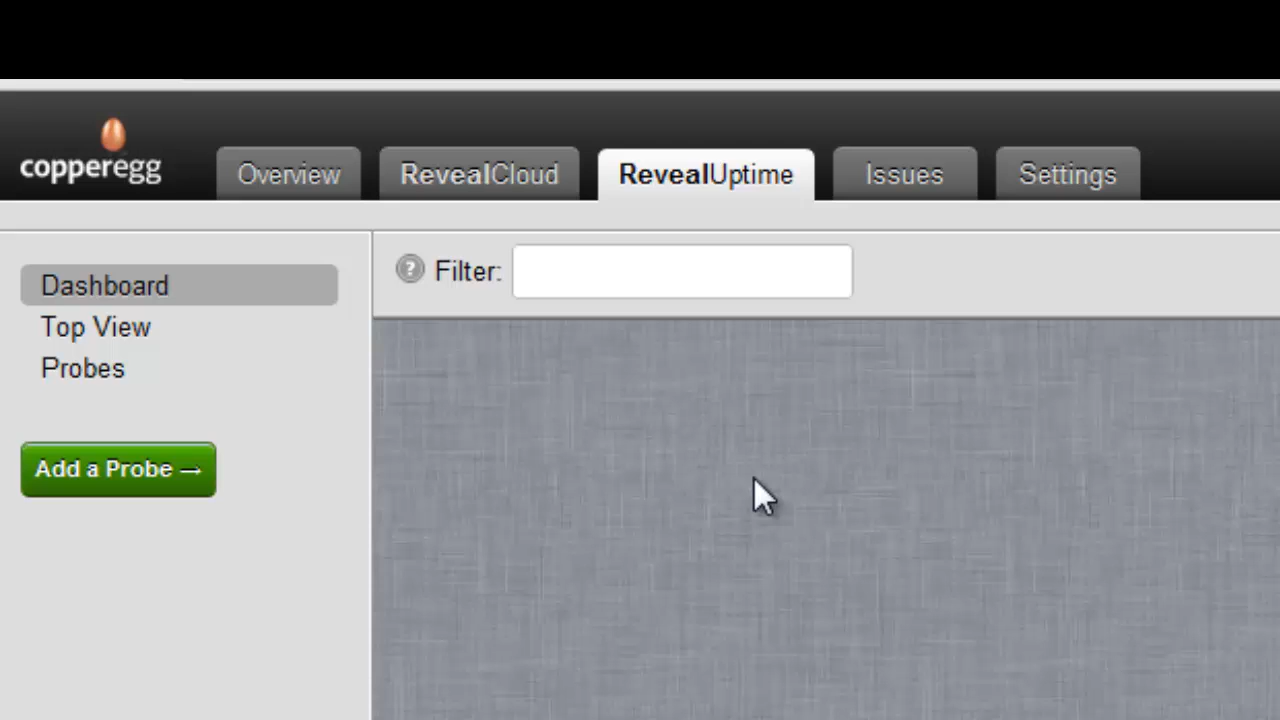 copperegg
Overview
RevealCloud
RevealUptime
Issues
Settings
Dashboard
Top View
Probes
Add a Probe →
? Filter: